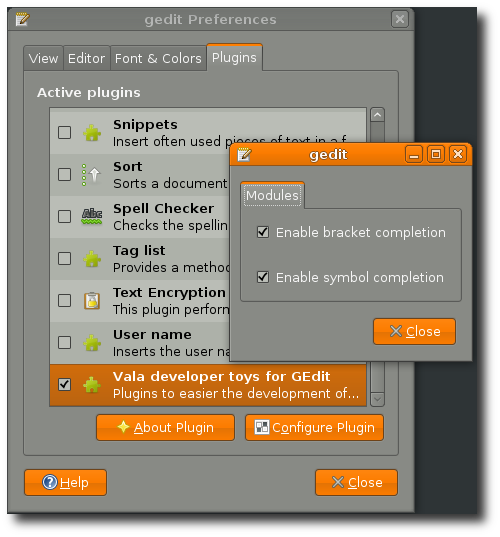 gedit Preferences
View
Editor
Font & Colors
Plugins
Active plugins
Snippets
Insert often used pieces of text in a f
Sort
Sorts a document
Spell Checker
Checks the spellin
Tag list
Provides a metho
Text Encryption
This plugin perform
User name
Inserts the user na
Vala developer toys for GEdit
Plugins to easier the development of...
About Plugin
Configure Plugin
Help
Close
gedit
Modules
Enable bracket completion
Enable symbol completion
Close